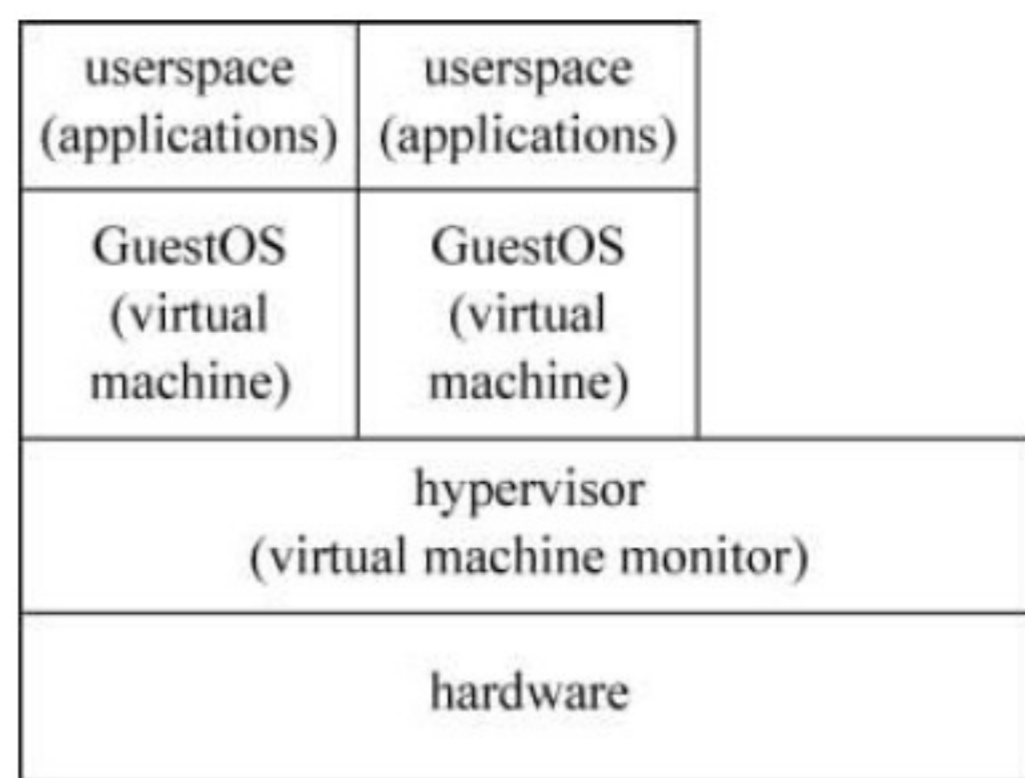 userspace
(applications)
userspace
(applications)
GuestOS
(virtual
machine)
GuestOS
(virtual
machine)
hypervisor
(virtual machine monitor)
hardware